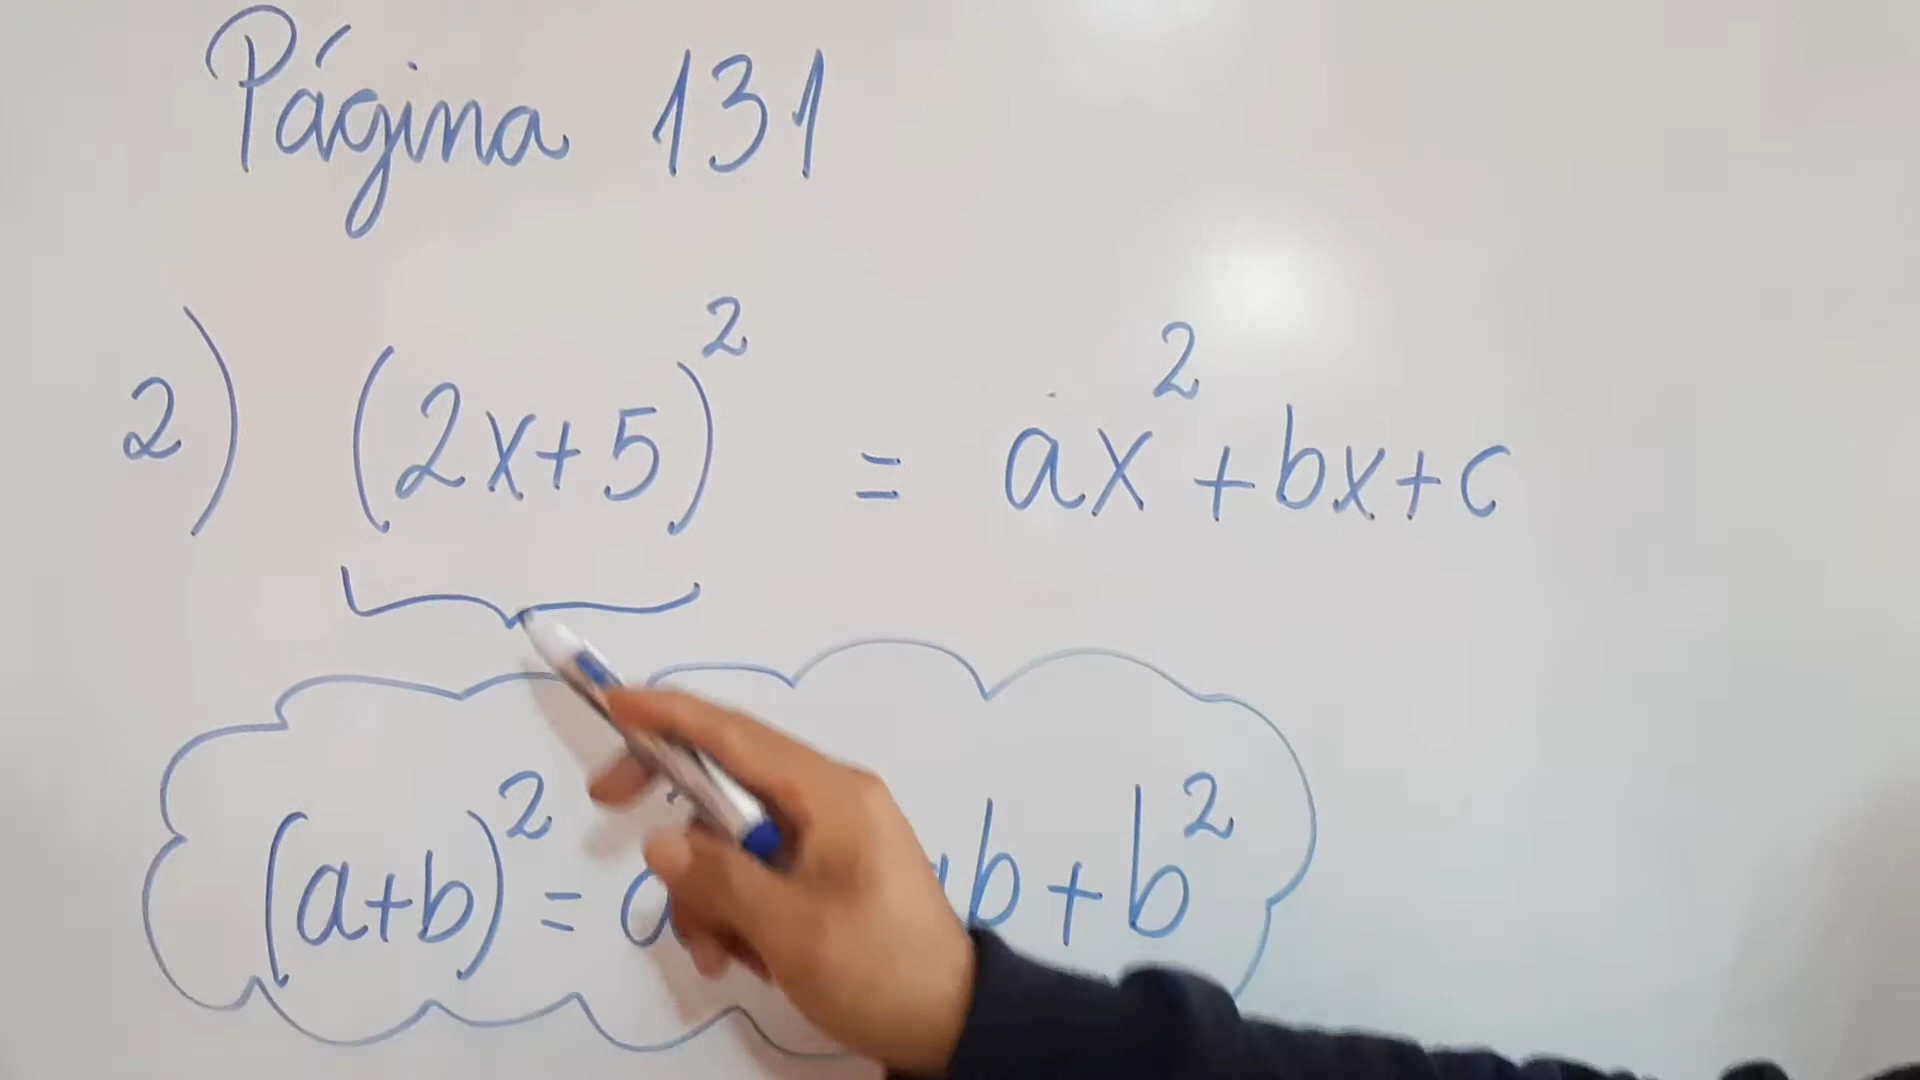 Página 131
2) (2x+5)² = ax²+bx+c
(a+b)² = a b+b²